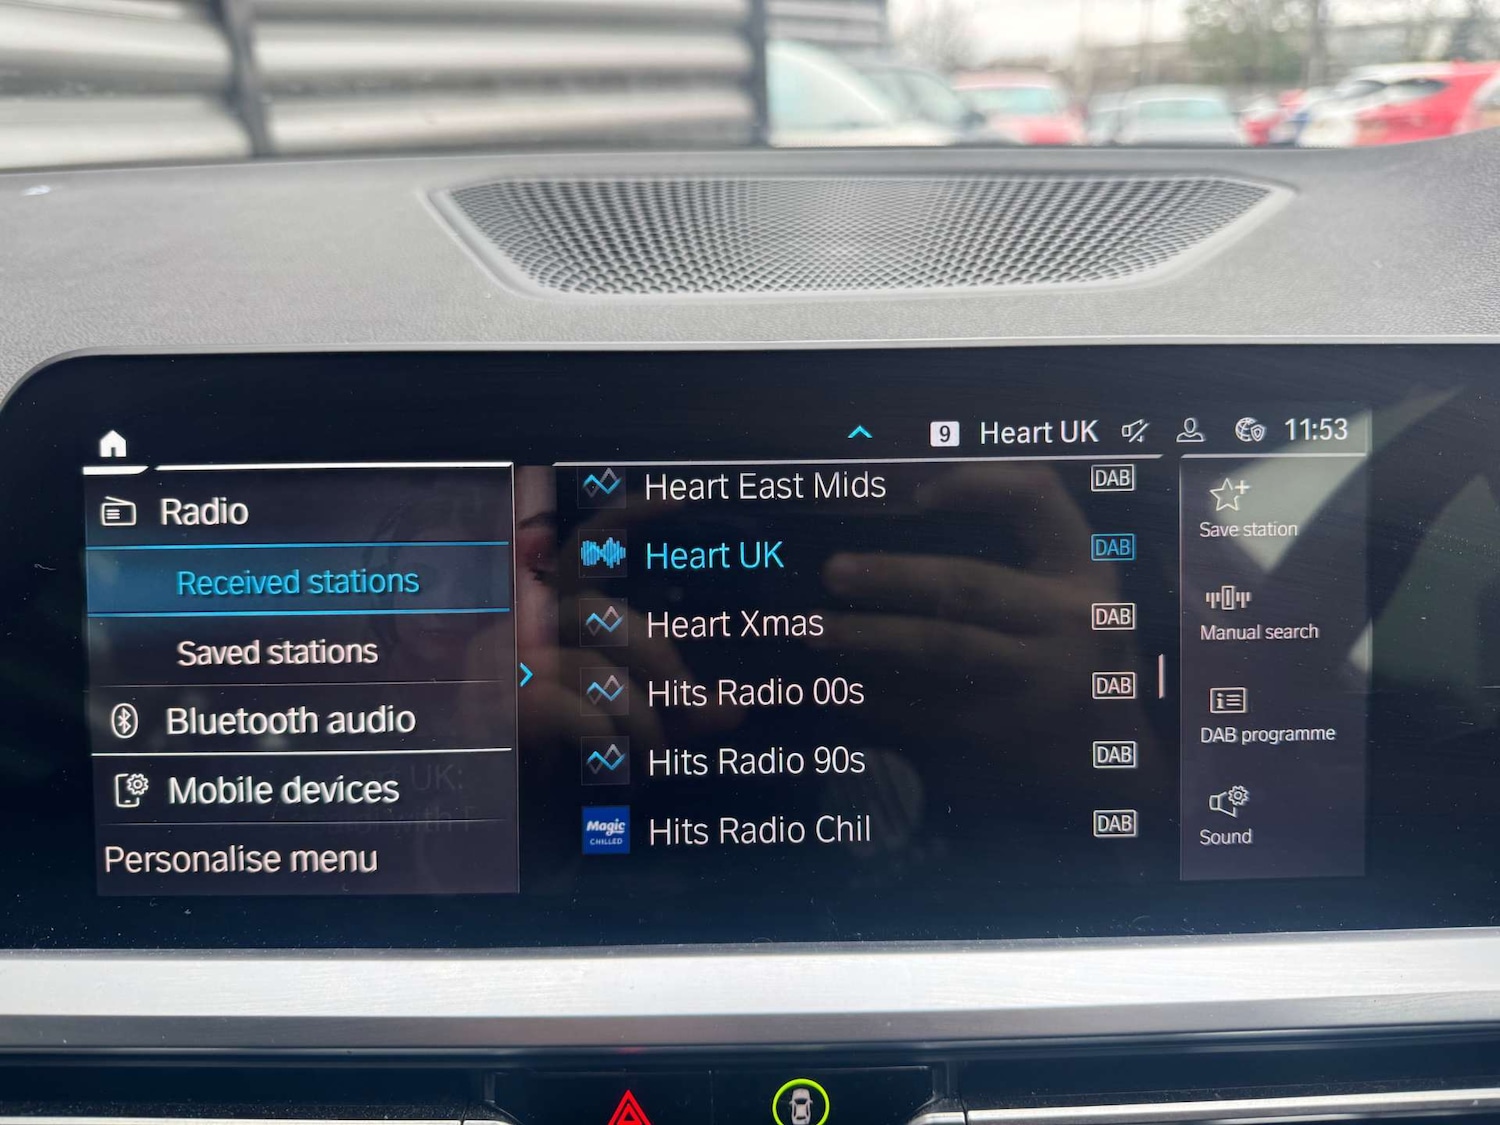 9 Heart UK 11:53
Radio
Received stations
Saved stations
Bluetooth audio
Mobile devices
Personalise menu
Heart East Mids DAB
Heart UK DAB
Heart Xmas DAB
Hits Radio 00s DAB
Hits Radio 90s DAB
Magic
CHILLED
Hits Radio Chil DAB
Save station
Manual search
DAB programme
Sound